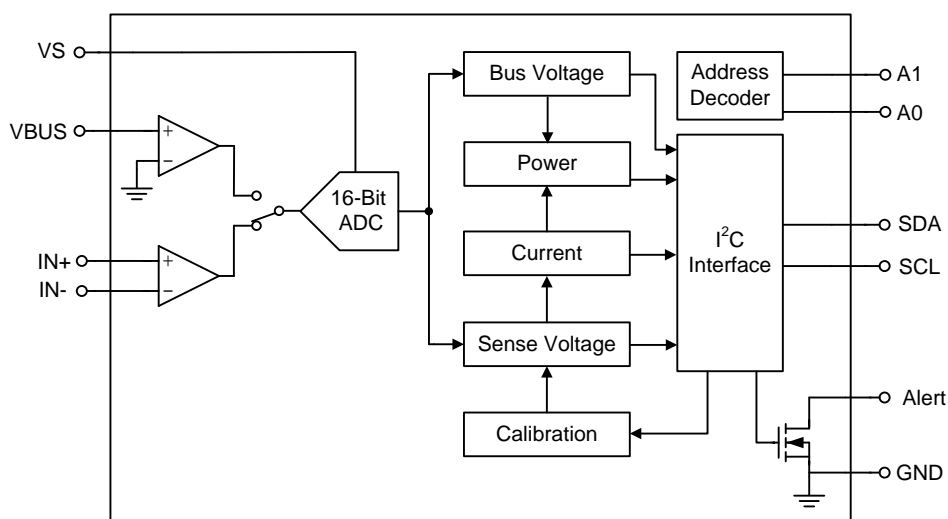 VS
VBUS
+
−
IN+
IN-
+
−
16-Bit
ADC
Bus Voltage
Power
Current
Sense Voltage
Calibration
Address
Decoder
I²C
Interface
A1
A0
SDA
SCL
Alert
GND